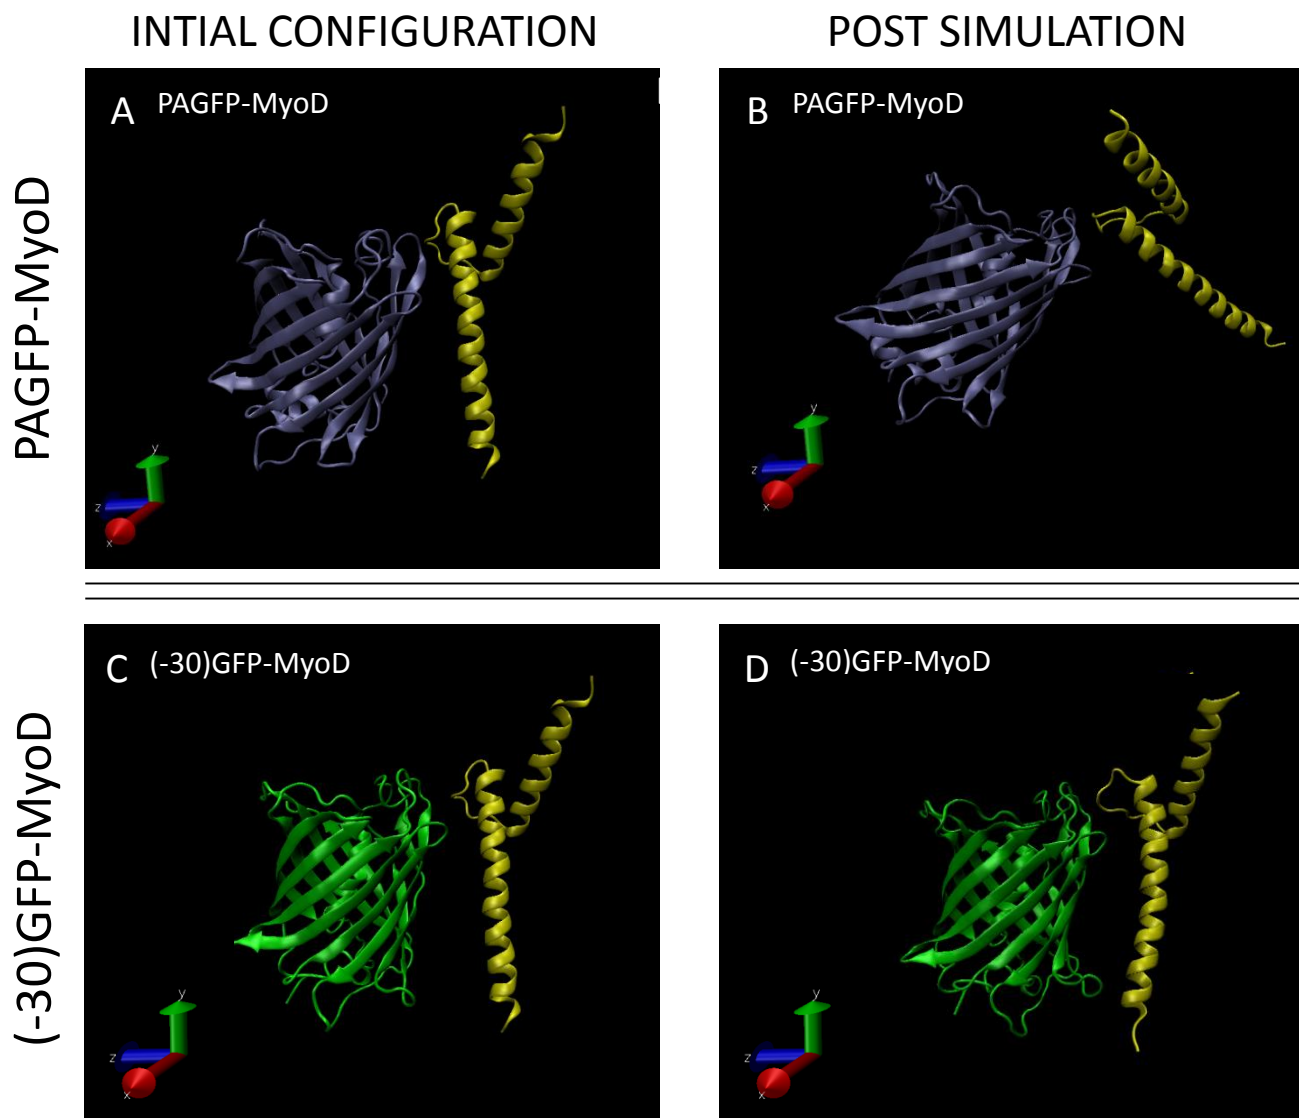 INTIAL CONFIGURATION
POST SIMULATION
PAGFP-MyoD
A PAGFP-MyoD
B PAGFP-MyoD
y
z
x
y
z
x
(-30)GFP-MyoD
C (-30)GFP-MyoD
D (-30)GFP-MyoD
y
z
x
y
z
x